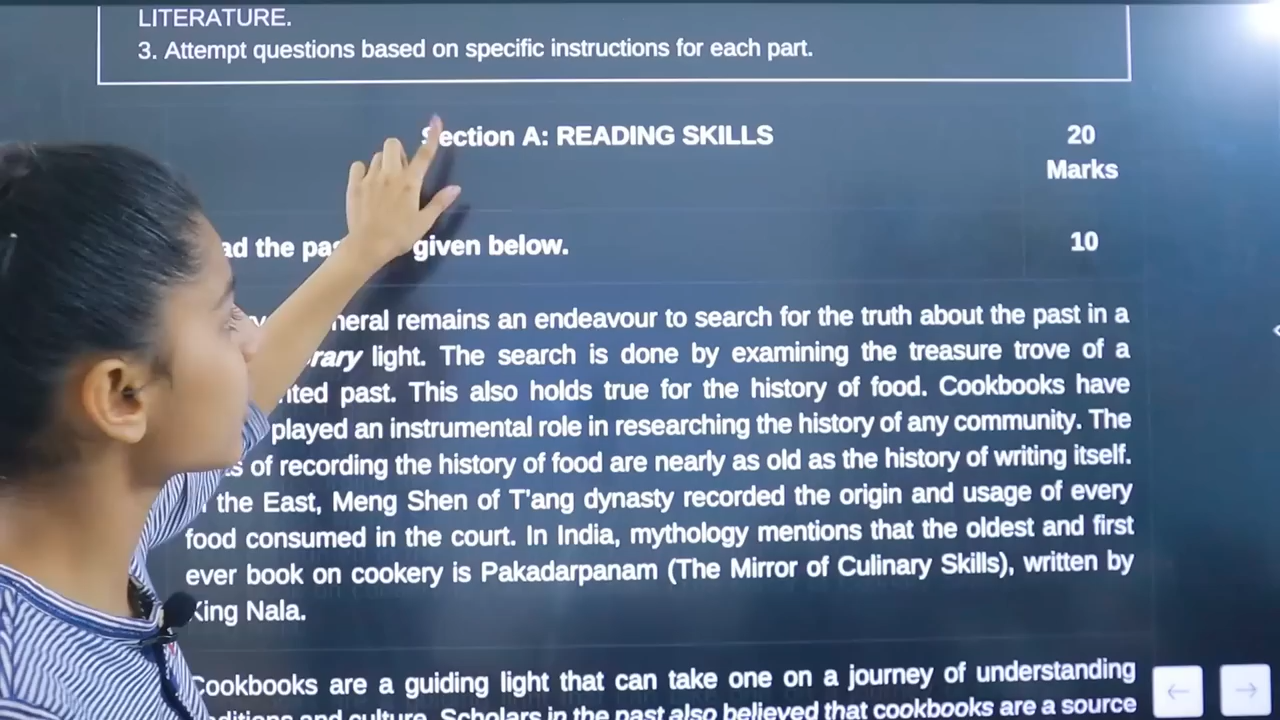 LITERATURE.
3. Attempt questions based on specific instructions for each part.
Section A: READING SKILLS
20
Marks
given below.
10
remains an endeavour to search for the truth about the past in a
light. The search is done by examining the treasure trove of a
past. This also holds true for the history of food. Cookbooks have
played an instrumental role in researching the history of any community. The
of recording the history of food are nearly as old as the history of writing itself.
the East, Meng Shen of T'ang dynasty recorded the origin and usage of every
food consumed in the court. In India, mythology mentions that the oldest and first
ever book on cookery is Pakadarpanam (The Mirror of Culinary Skills), written by
King Nala.
Cookbooks are a guiding light that can take one on a journey of understanding
and culture. Scholars in the past also believed that cookbooks are a source